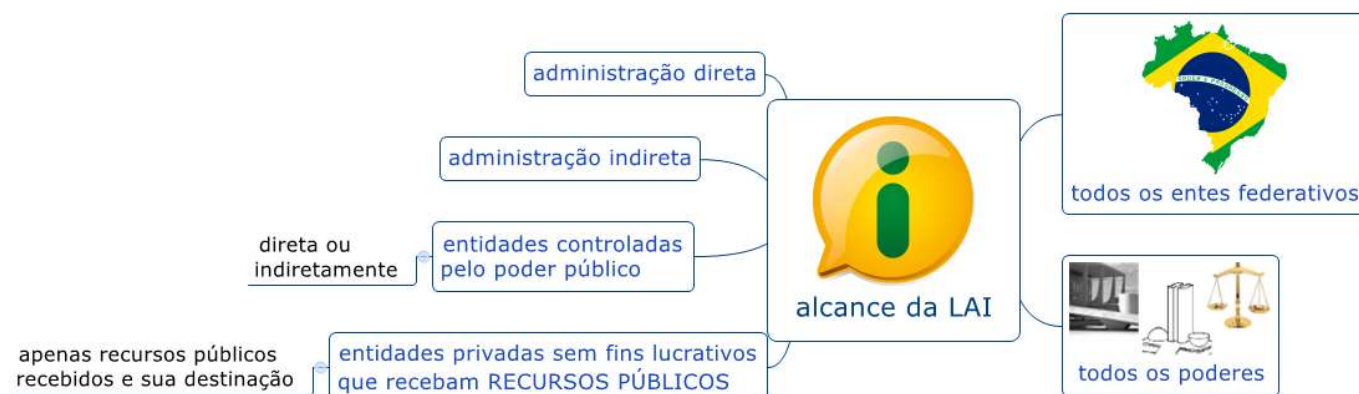 administração direta
administração indireta
direta ou
indiretamente
entidades controladas
pelo poder público
apenas recursos públicos
recebidos e sua destinação
entidades privadas sem fins lucrativos
que recebam RECURSOS PÚBLICOS
alcance da LAI
todos os entes federativos
todos os poderes